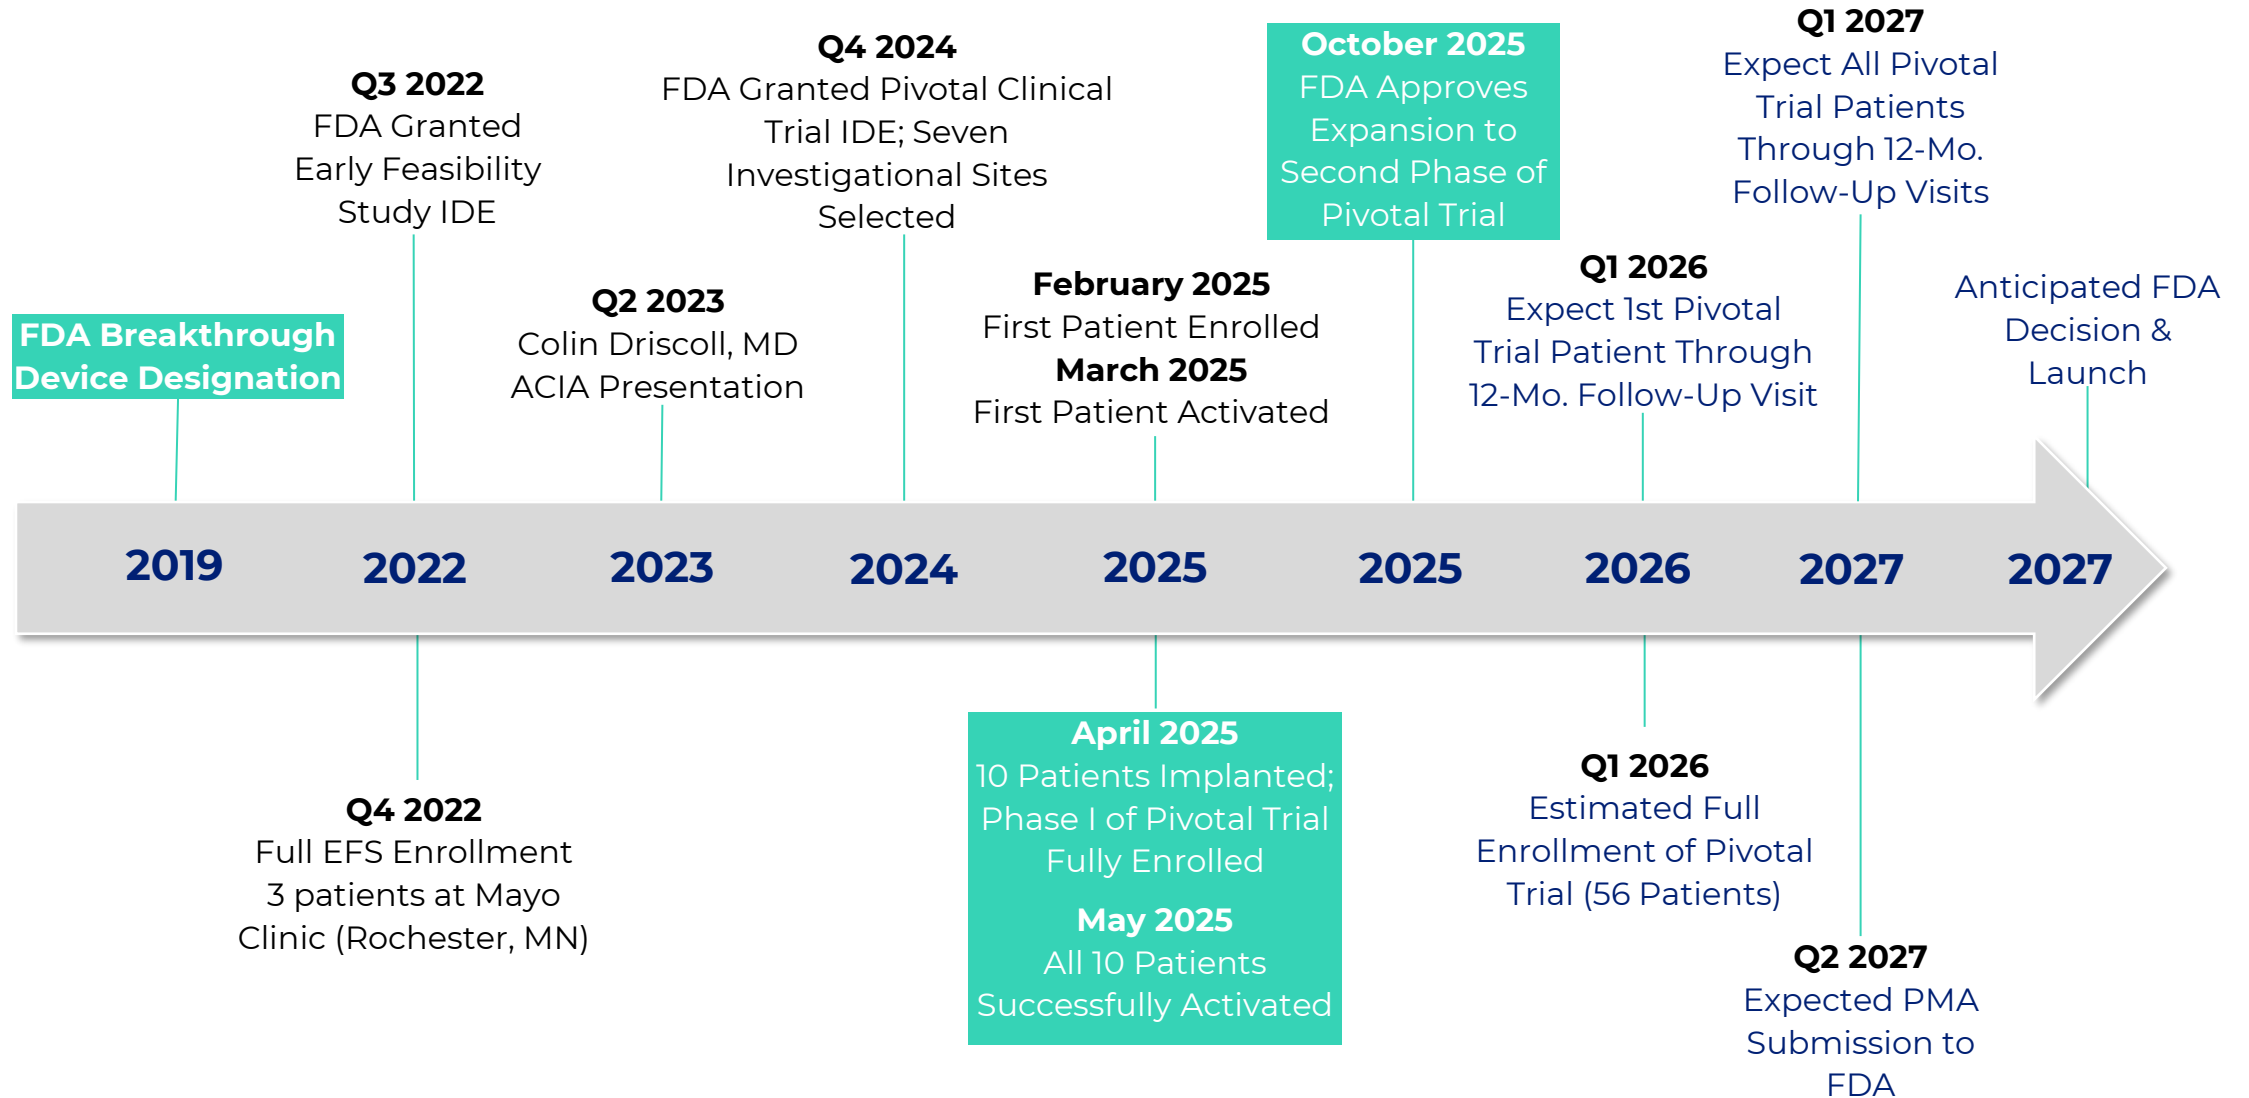 FDA Breakthrough
Device Designation
Q3 2022
FDA Granted
Early Feasibility
Study IDE
Q2 2023
Colin Driscoll, MD
ACIA Presentation
Q4 2024
FDA Granted Pivotal Clinical
Trial IDE; Seven
Investigational Sites
Selected
February 2025
First Patient Enrolled
March 2025
First Patient Activated
October 2025
FDA Approves
Expansion to
Second Phase of
Pivotal Trial
Q1 2026
Expect 1st Pivotal
Trial Patient Through
12-Mo. Follow-Up Visit
Q1 2027
Expect All Pivotal
Trial Patients
Through 12-Mo.
Follow-Up Visits
Anticipated FDA
Decision &
Launch
2019
2022
2023
2024
2025
2025
2026
2027
2027
Q4 2022
Full EFS Enrollment
3 patients at Mayo
Clinic (Rochester, MN)
April 2025
10 Patients Implanted;
Phase I of Pivotal Trial
Fully Enrolled
May 2025
All 10 Patients
Successfully Activated
Q1 2026
Estimated Full
Enrollment of Pivotal
Trial (56 Patients)
Q2 2027
Expected PMA
Submission to
FDA